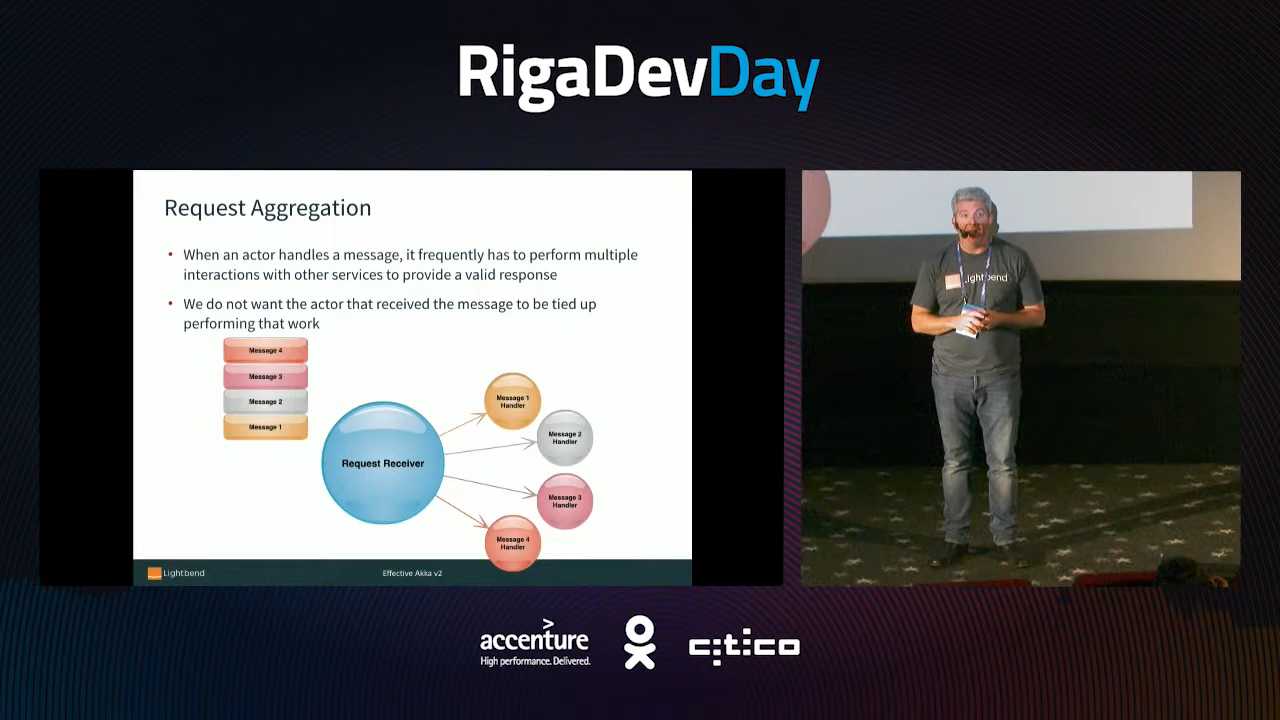 RigaDevDay
Request Aggregation
• When an actor handles a message, it frequently has to perform multiple
interactions with other services to provide a valid response
• We do not want the actor that received the message to be tied up
performing that work
Message 4
Message 3
Message 2
Message 1
Request Receiver
Message 1
Handler
Message 2
Handler
Message 3
Handler
Message 4
Handler
Lightbend
Effective Akka v2
Lightbend
accenture
High performance. Delivered.
citico